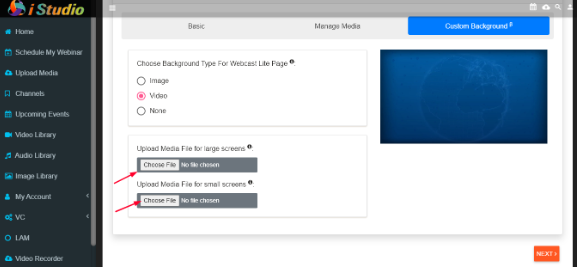 i Studio
Home
Schedule My Webinar
Upload Media
Channels
Upcoming Events
Video Library
Audio Library
Image Library
My Account
VC
LAM
Video Recorder
Basic
Manage Media
Custom Background
Choose Background Type For Webcast Lite Page :
Image
Video
None
Upload Media File for large screens :
Choose File No file chosen
Upload Media File for small screens :
Choose File No file chosen
NEXT ›